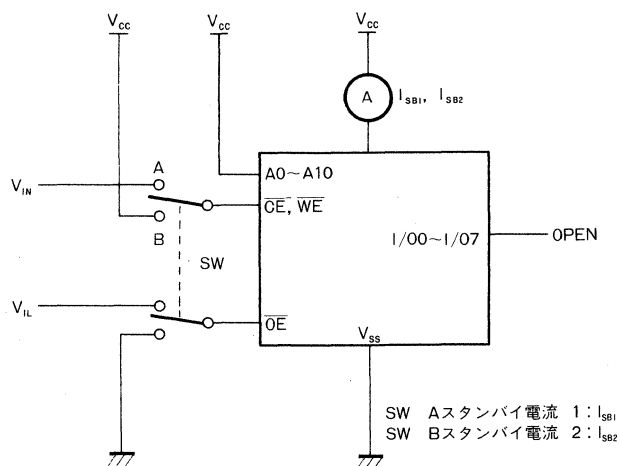 Vcc
Vcc
Vcc
A
ISB1, ISB2
A
A0~A10
VIN
CE, WE
B
I/O0~I/O7
OPEN
SW
VIL
OE
VSS
SW Aスタンバイ電流 1:ISB1
SW Bスタンバイ電流 2:ISB2